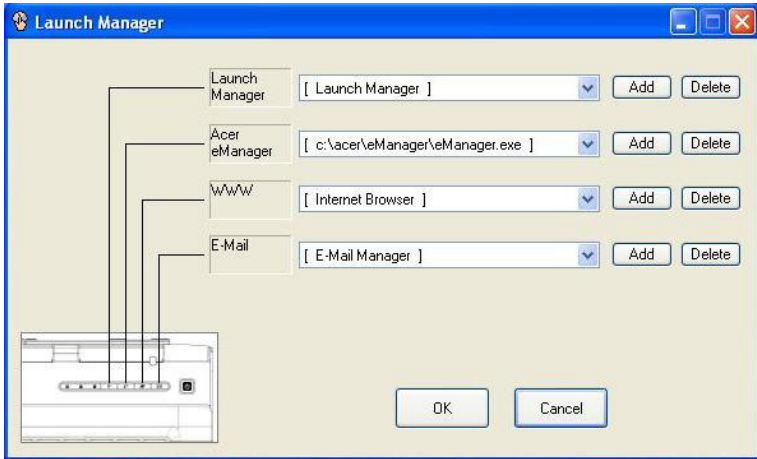 Launch Manager
Launch
Manager
[ Launch Manager ]
Add
Delete
Acer
eManager
[ c:\acer\eManager\eManager.exe ]
Add
Delete
WWW
[ Internet Browser ]
Add
Delete
E-Mail
[ E-Mail Manager ]
Add
Delete
OK
Cancel